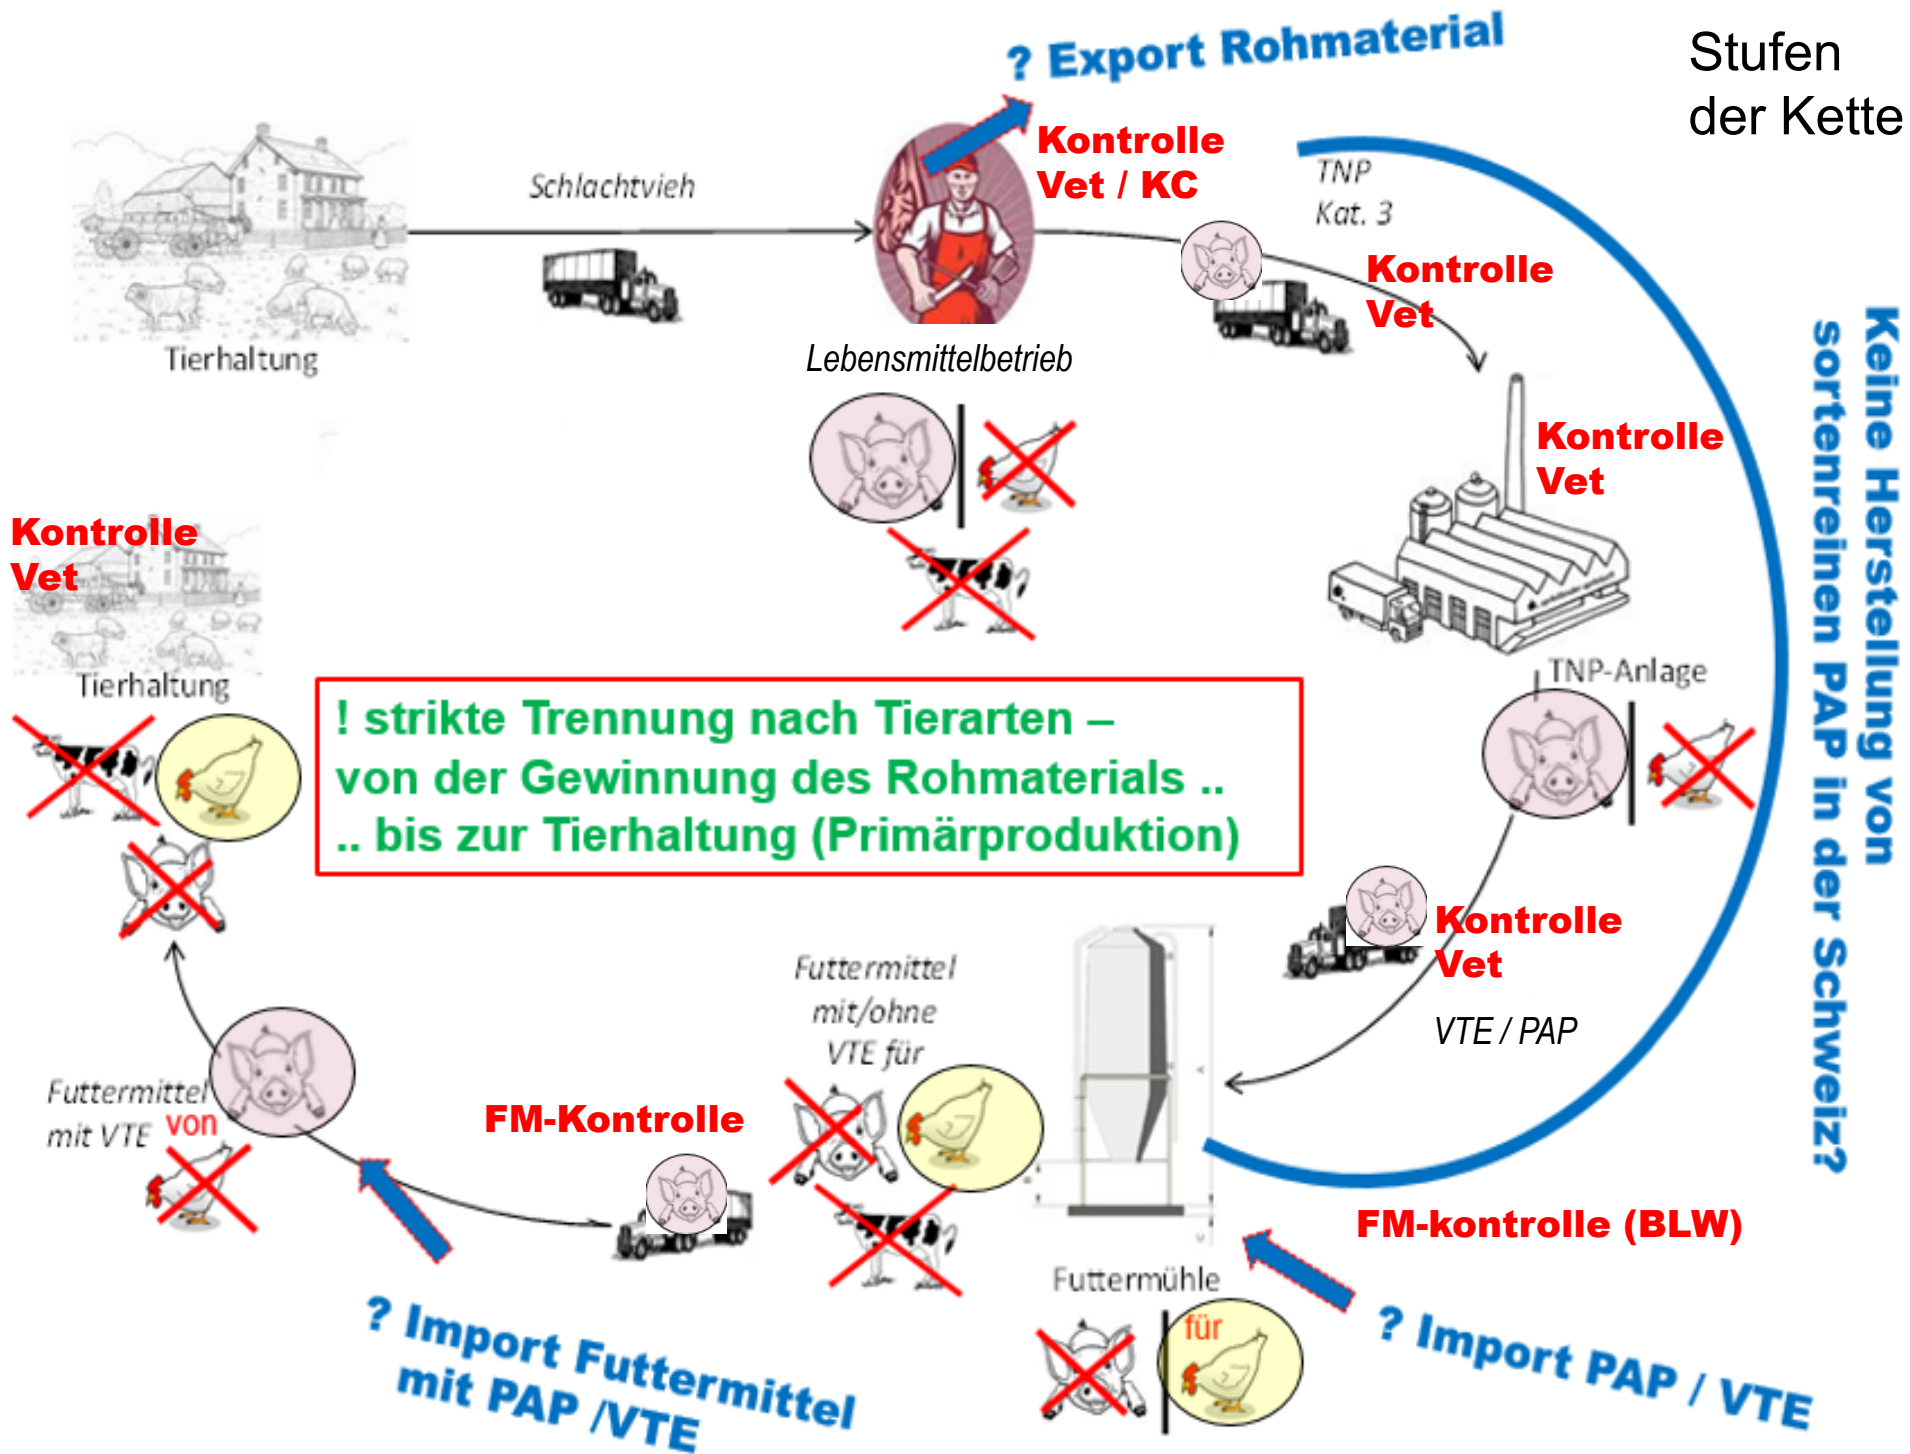 Stufen
der Kette
? Export Rohmaterial
Kontrolle
Vet / KC
Schlachtvieh
TNP
Kat. 3
Kontrolle
Vet
Tierhaltung
Lebensmittelbetrieb
Keine Herstellung von
sortenreinen PAP in der Schweiz?
Kontrolle
Vet
Kontrolle
Vet
Tierhaltung
TNP-Anlage
! strikte Trennung nach Tierarten –
von der Gewinnung des Rohmaterials ..
.. bis zur Tierhaltung (Primärproduktion)
Kontrolle
Vet
VTE / PAP
Futtermittel
mit/ohne
VTE für
Futtermittel
mit VTE von
FM-Kontrolle
FM-kontrolle (BLW)
Futtermühle
für
? Import Futtermittel
mit PAP /VTE
? Import PAP / VTE